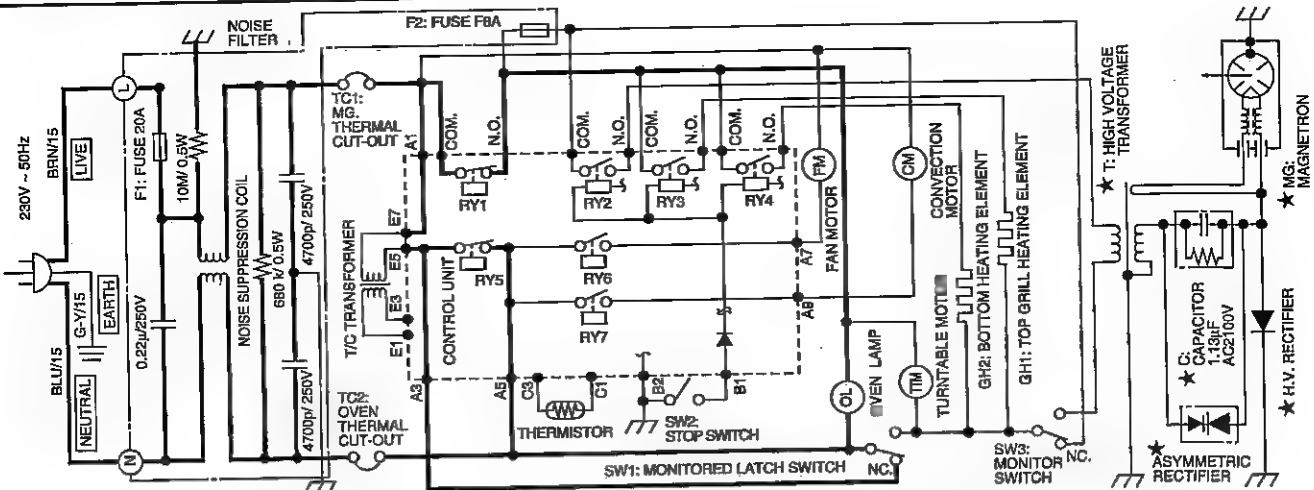 NOISE
FILTER
F2: FUSE F8A
230V ~ 50Hz
BRN/15
LIVE
L
F1: FUSE 20A
10M/ 0.5W
G-Y/15
EARTH
BLU/15
NEUTRAL
N
0.22µ/250V
NOISE SUPPRESSION COIL
680 k/ 0.5W
4700p/ 250V
4700p/ 250V
TC1:
MG.
THERMAL
CUT-OUT
TC2:
OVEN
THERMAL
CUT-OUT
T/C TRANSFORMER
CONTROL UNIT
A1
COM.
N.O.
COM.
N.O.
COM.
N.O.
COM.
N.O.
RY1
RY2
RY3
RY4
E7
E5
E3
E1
RY5
RY6
RY7
A7
A9
A3
A5
C3
C1
B2
B1
THERMISTOR
SW2:
STOP SWITCH
SW1: MONITORED LATCH SWITCH
NC.
FM
FAN MOTOR
CM
CONVECTION
MOTOR
OL
OVEN LAMP
TTM
TURNTABLE MOTOR
GH2: BOTTOM HEATING ELEMENT
GH1: TOP GRILL HEATING ELEMENT
SW3:
MONITOR
SWITCH
NC.
★ T: HIGH VOLTAGE
TRANSFORMER
★ MG:
MAGNETRON
★ C:
CAPACITOR
1.13µF
AC2100V
★ H.V. RECTIFIER
★ ASYMMETRIC
RECTIFIER